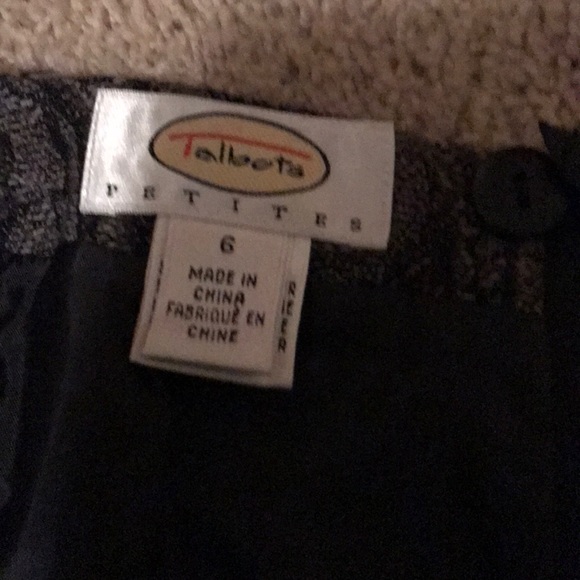 Talbots
PETITES
6
MADE IN
CHINA
FABRIQUÉ EN
CHINE